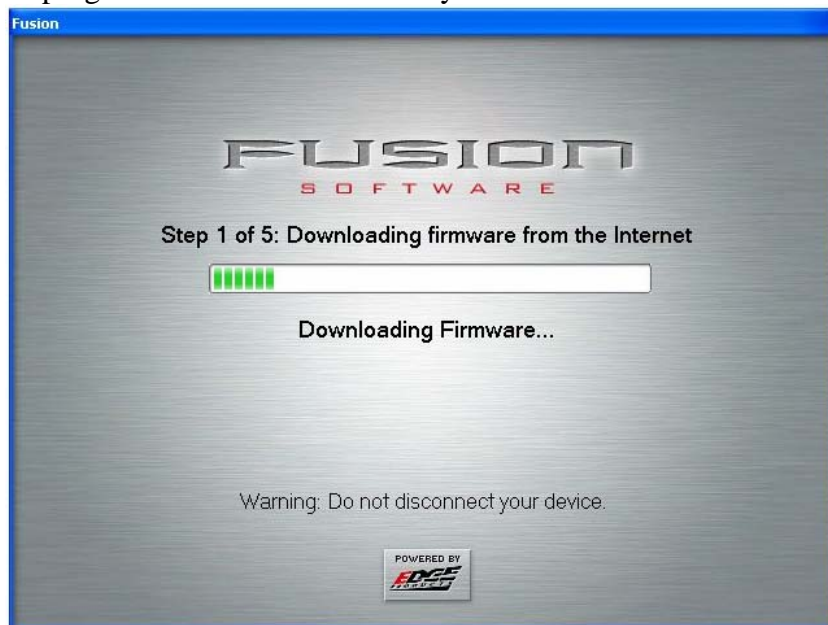 Fusion
FUSION
SOFTWARE
Step 1 of 5: Downloading firmware from the Internet
Downloading Firmware...
Warning: Do not disconnect your device.
POWERED BY
EDGE
PRODUCTS